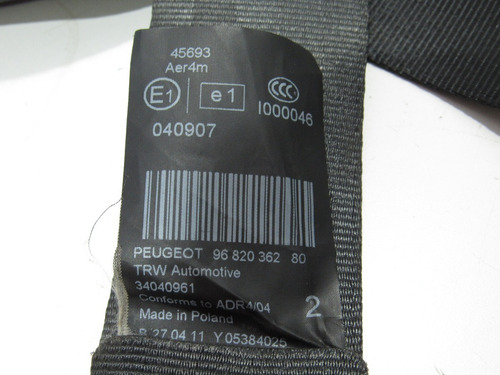 45693
Aer4m
E1 e1 CCC
I000046
040907
PEUGEOT 96 820 362 80
TRW Automotive
34040961
Conforms to ADR4/04
Made in Poland 2
B 27 04 11 Y 05384025